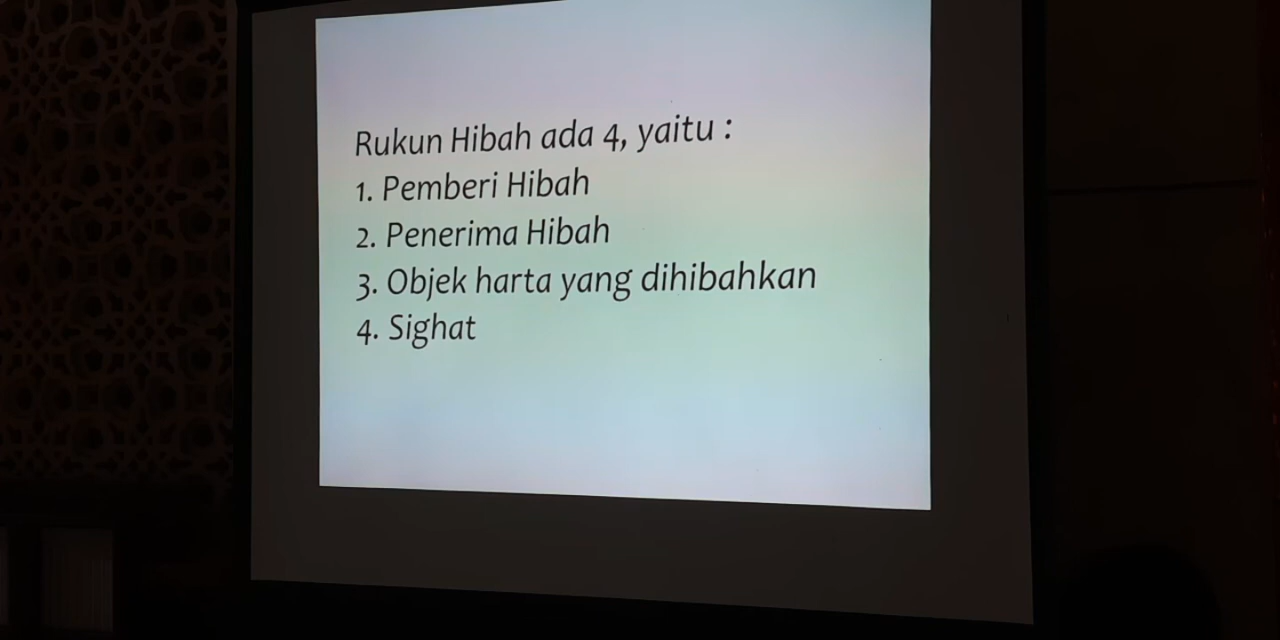 Rukun Hibah ada 4, yaitu :
1. Pemberi Hibah
2. Penerima Hibah
3. Objek harta yang dihibahkan
4. Sighat